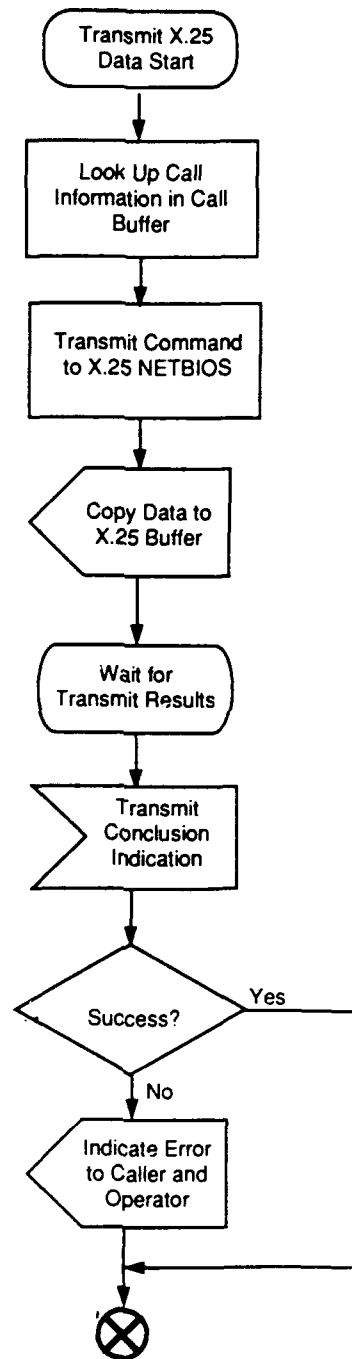 Transmit X.25
Data Start
Look Up Call
Information in Call
Buffer
Transmit Command
to X.25 NETBIOS
Copy Data to
X.25 Buffer
Wait for
Transmit Results
Transmit
Conclusion
Indication
Success?
Yes
No
Indicate Error
to Caller and
Operator